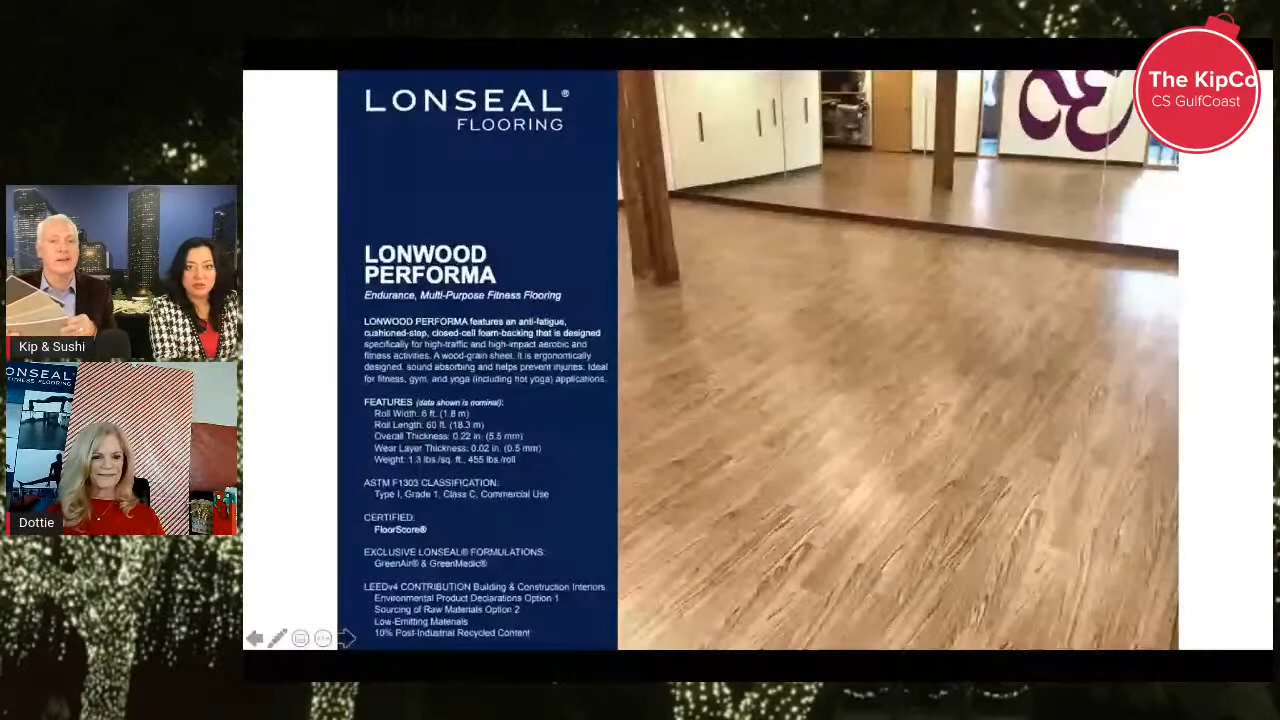 LONSEAL®
FLOORING
LONWOOD
PERFORMA
Endurance, Multi-Purpose Fitness Flooring
LONWOOD PERFORMA features an anti-fatigue,
cushioned-step, closed-cell foam-backing that is designed
specifically for high-traffic and high-impact aerobic and
fitness activities. A wood-grain sheet, it is ergonomically
designed, sound absorbing and helps prevent injuries. Ideal
for fitness, gym, and yoga (including hot yoga) applications.
FEATURES (data shown is nominal):
Roll Width: 6 ft. (1.8 m)
Roll Length: 60 ft. (18.3 m)
Overall Thickness: 0.22 in. (5.5 mm)
Wear Layer Thickness: 0.02 in. (0.5 mm)
Weight: 1.3 lbs./sq. ft., 455 lbs./roll
ASTM F1303 CLASSIFICATION:
Type I, Grade 1, Class C, Commercial Use
CERTIFIED:
FloorScore®
EXCLUSIVE LONSEAL® FORMULATIONS:
GreenAir® & GreenMedic®
LEEDv4 CONTRIBUTION Building & Construction Interiors
Environmental Product Declarations Option 1
Sourcing of Raw Materials Option 2
Low-Emitting Materials
10% Post-Industrial Recycled Content
The KipCo
CS GulfCoast
Kip & Sushi
ONSEAL
FITNESS FLOORING
Dottie